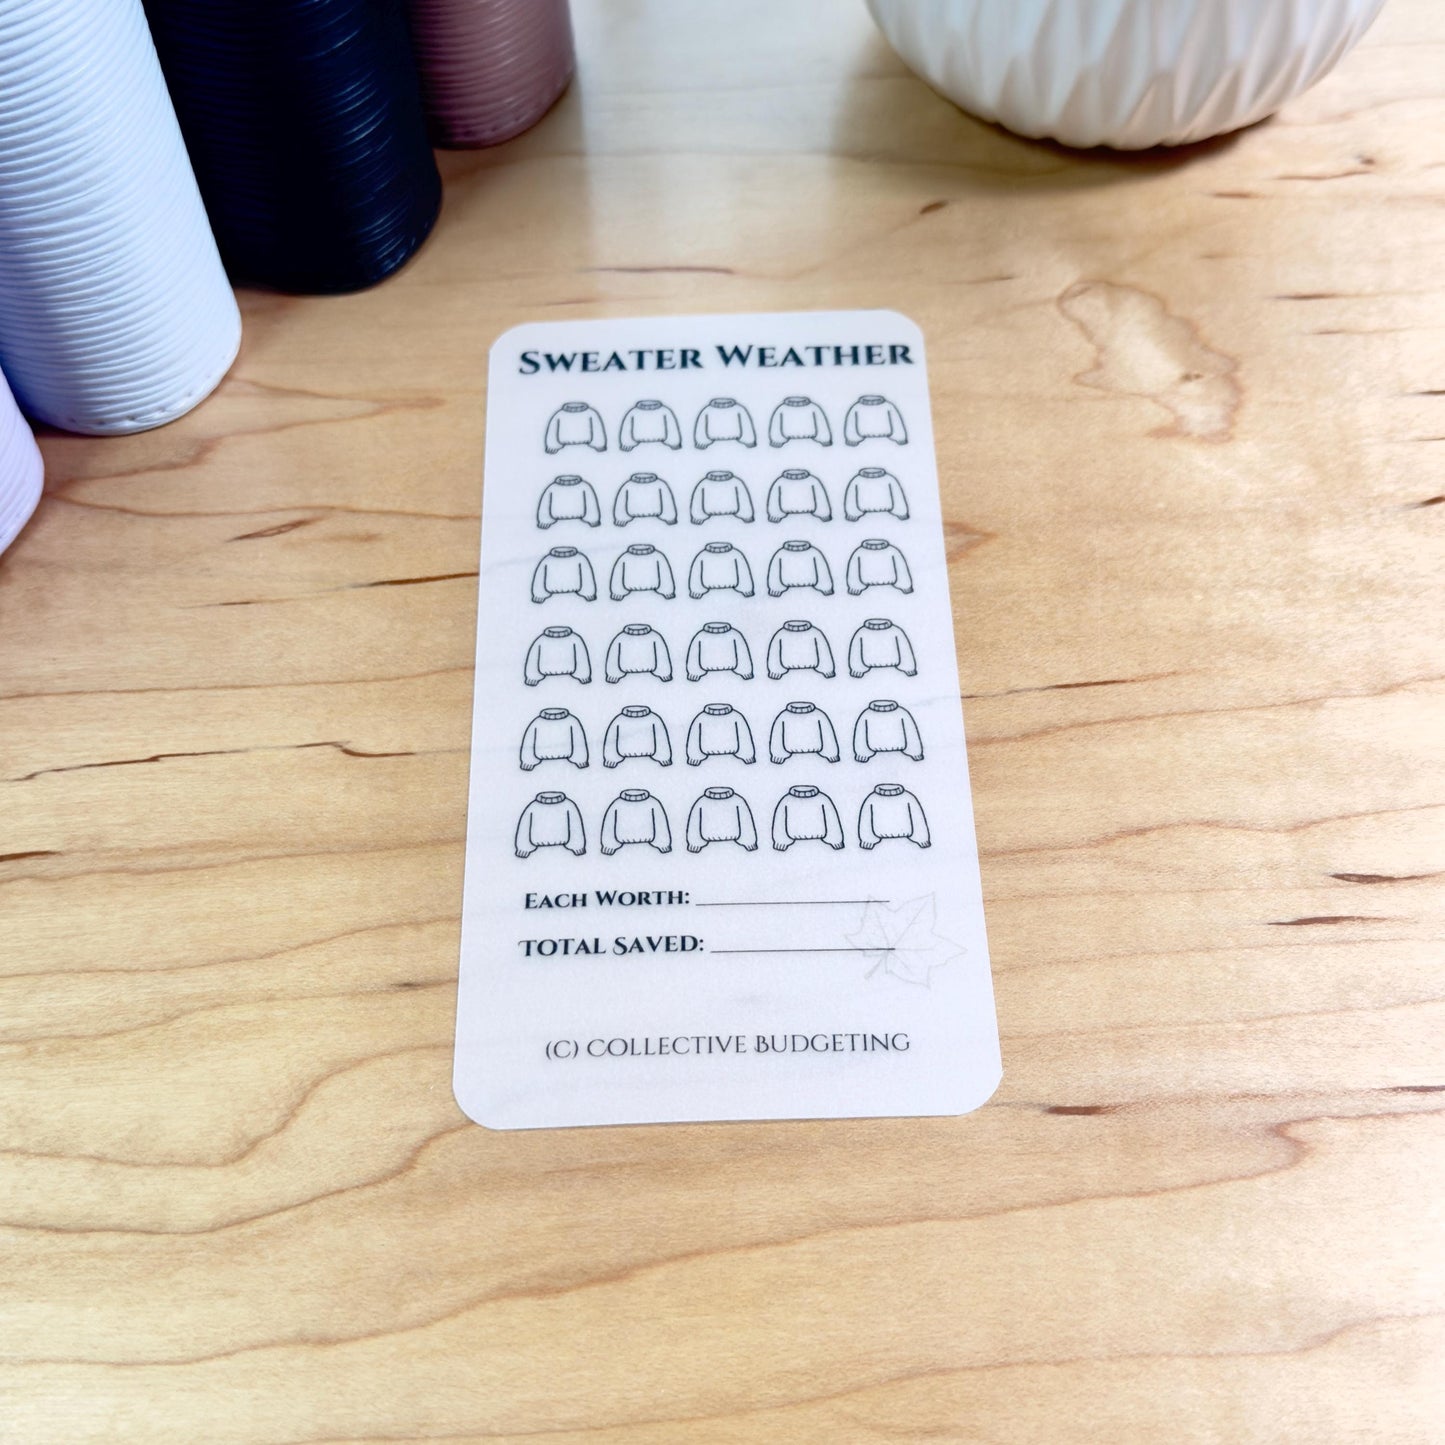 Sweater Weather
Each Worth:
Total Saved:
(C) Collective Budgeting